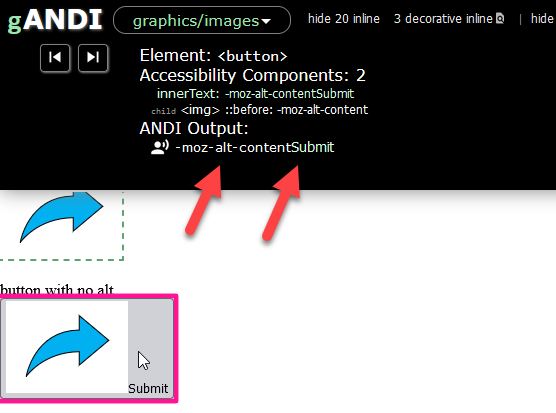 gANDI graphics/images hide 20 inline 3 decorative inline | hide
Element: <button>
Accessibility Components: 2
innerText: -moz-alt-contentSubmit
child <img> ::before: -moz-alt-content
ANDI Output:
-moz-alt-contentSubmit
button with no alt
Submit